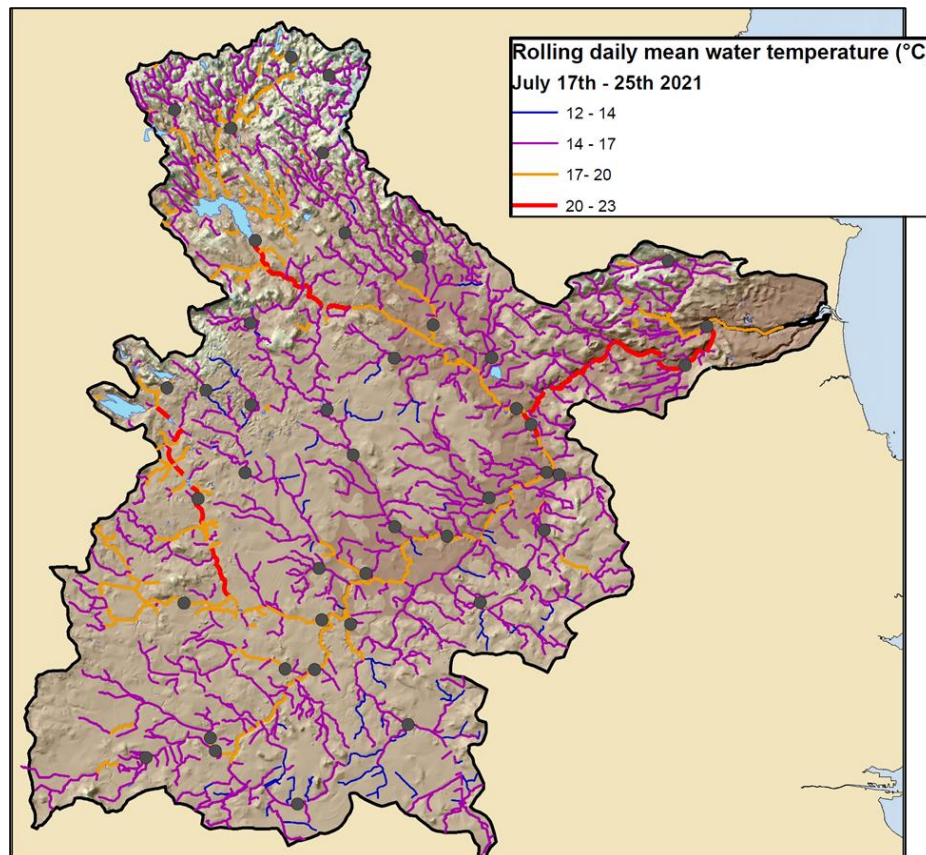 Rolling daily mean water temperature (°C
July 17th - 25th 2021
12 - 14
14 - 17
17- 20
20 - 23